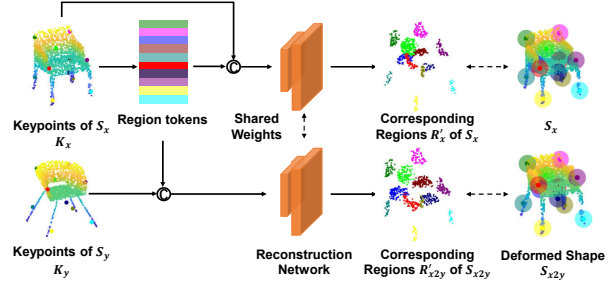 C
Keypoints of S_x
K_x
Region tokens
Shared
Weights
Corresponding
Regions R'_x of S_x
S_x
C
Keypoints of S_y
K_y
Reconstruction
Network
Corresponding
Regions R'_x2y of S_x2y
Deformed Shape
S_x2y